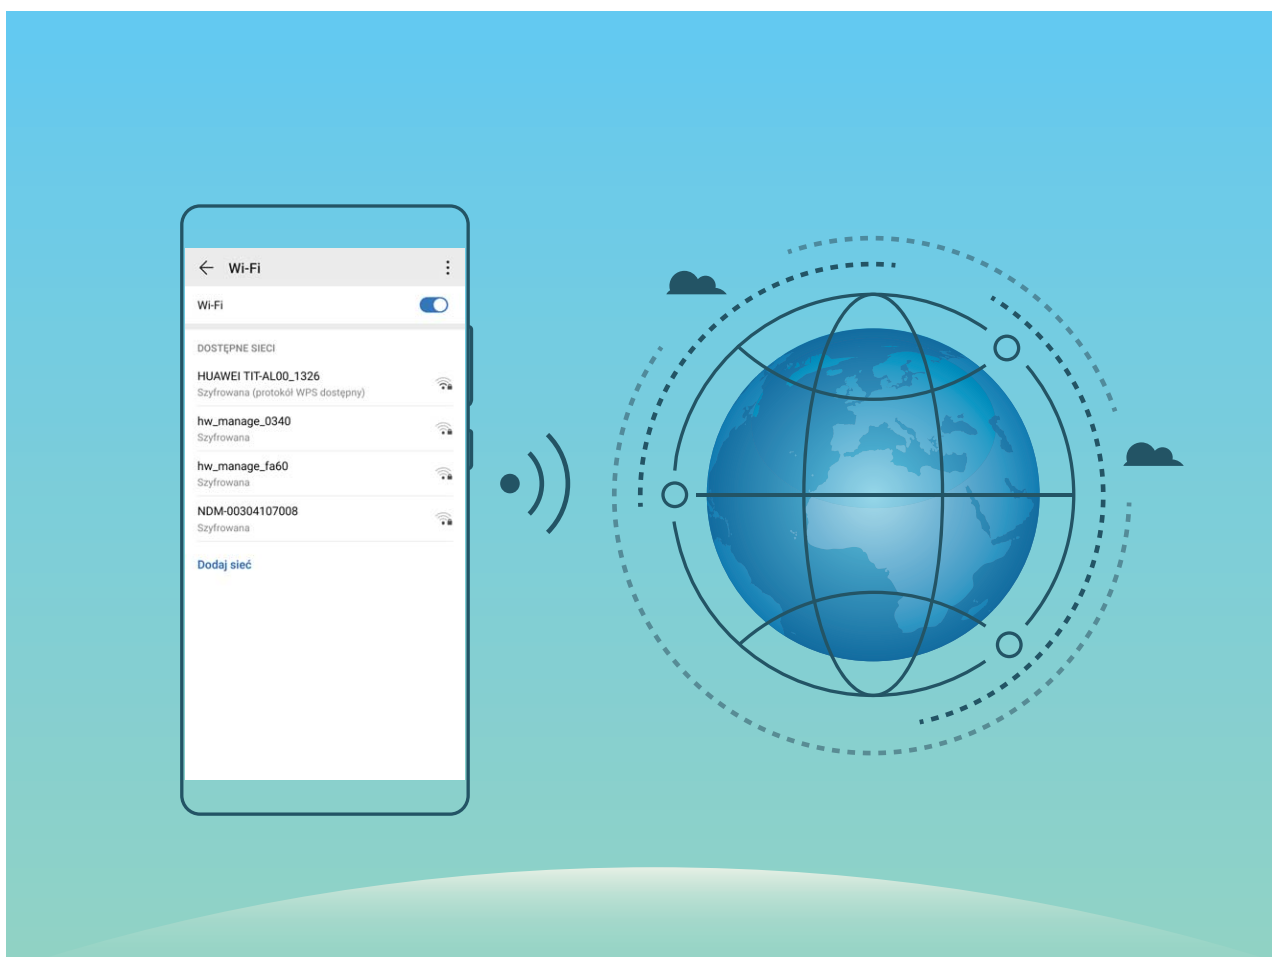 Wi-Fi
Wi-Fi
DOSTĘPNE SIECI
HUAWEI TIT-AL00_1326
Szyfrowana (protokół WPS dostępny)
hw_manage_0340
Szyfrowana
hw_manage_fa60
Szyfrowana
NDM-00304107008
Szyfrowana
Dodaj sieć